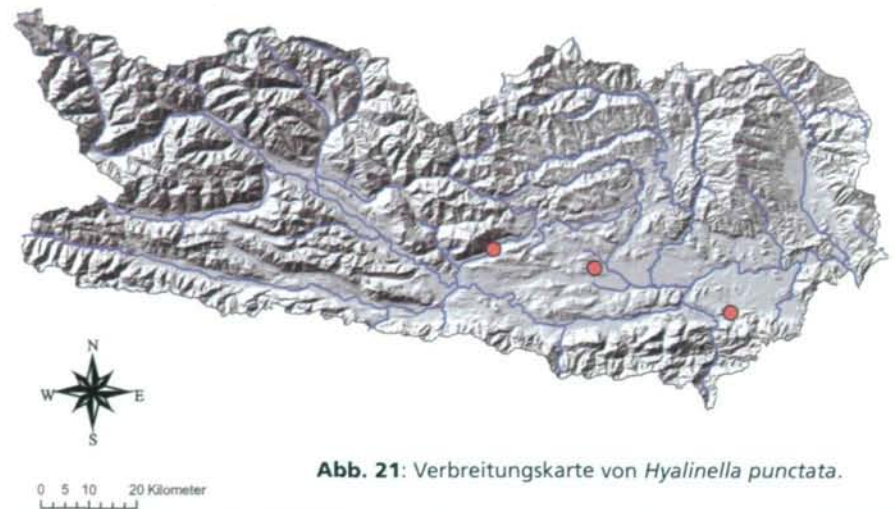 N
W E
S
Abb. 21: Verbreitungskarte von Hyalinella punctata.
0 5 10 20 Kilometer